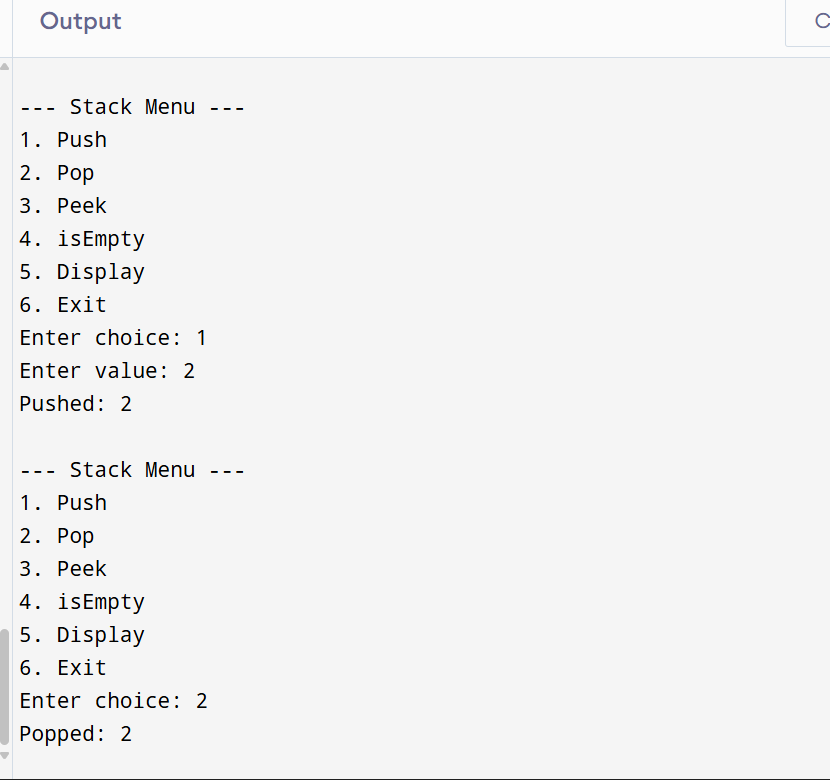 Output
C
--- Stack Menu ---
1. Push
2. Pop
3. Peek
4. isEmpty
5. Display
6. Exit
Enter choice: 1
Enter value: 2
Pushed: 2
--- Stack Menu ---
1. Push
2. Pop
3. Peek
4. isEmpty
5. Display
6. Exit
Enter choice: 2
Popped: 2